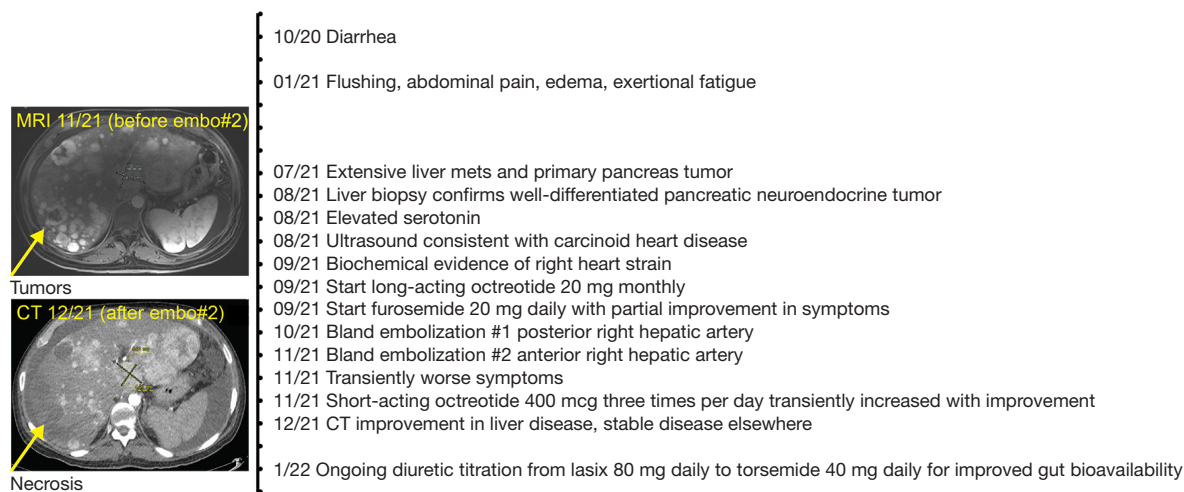 10/20 Diarrhea
01/21 Flushing, abdominal pain, edema, exertional fatigue
MRI 11/21 (before embo#2)
07/21 Extensive liver mets and primary pancreas tumor
08/21 Liver biopsy confirms well-differentiated pancreatic neuroendocrine tumor
08/21 Elevated serotonin
08/21 Ultrasound consistent with carcinoid heart disease
09/21 Biochemical evidence of right heart strain
Tumors
09/21 Start long-acting octreotide 20 mg monthly
CT 12/21 (after embo#2)
09/21 Start furosemide 20 mg daily with partial improvement in symptoms
10/21 Bland embolization #1 posterior right hepatic artery
11/21 Bland embolization #2 anterior right hepatic artery
11/21 Transiently worse symptoms
11/21 Short-acting octreotide 400 mcg three times per day transiently increased with improvement
12/21 CT improvement in liver disease, stable disease elsewhere
1/22 Ongoing diuretic titration from lasix 80 mg daily to torsemide 40 mg daily for improved gut bioavailability
Necrosis